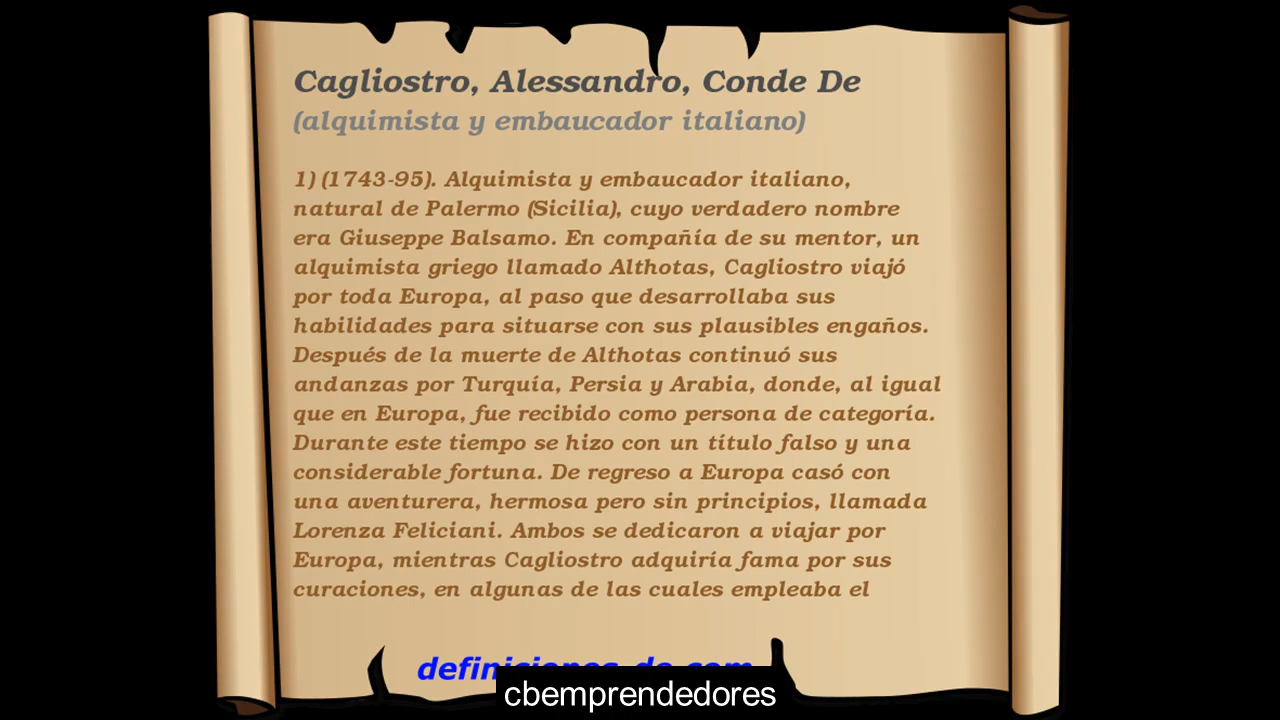 Cagliostro, Alessandro, Conde De
(alquimista y embaucador italiano)
1) (1743-95). Alquimista y embaucador italiano,
natural de Palermo (Sicilia), cuyo verdadero nombre
era Giuseppe Balsamo. En compañía de su mentor, un
alquimista griego llamado Althotas, Cagliostro viajó
por toda Europa, al paso que desarrollaba sus
habilidades para situarse con sus plausibles engaños.
Después de la muerte de Althotas continuó sus
andanzas por Turquía, Persia y Arabia, donde, al igual
que en Europa, fue recibido como persona de categoría.
Durante este tiempo se hizo con un título falso y una
considerable fortuna. De regreso a Europa casó con
una aventurera, hermosa pero sin principios, llamada
Lorenza Feliciani. Ambos se dedicaron a viajar por
Europa, mientras Cagliostro adquiría fama por sus
curaciones, en algunas de las cuales empleaba el
definiciones-de.com
cbemprendedores